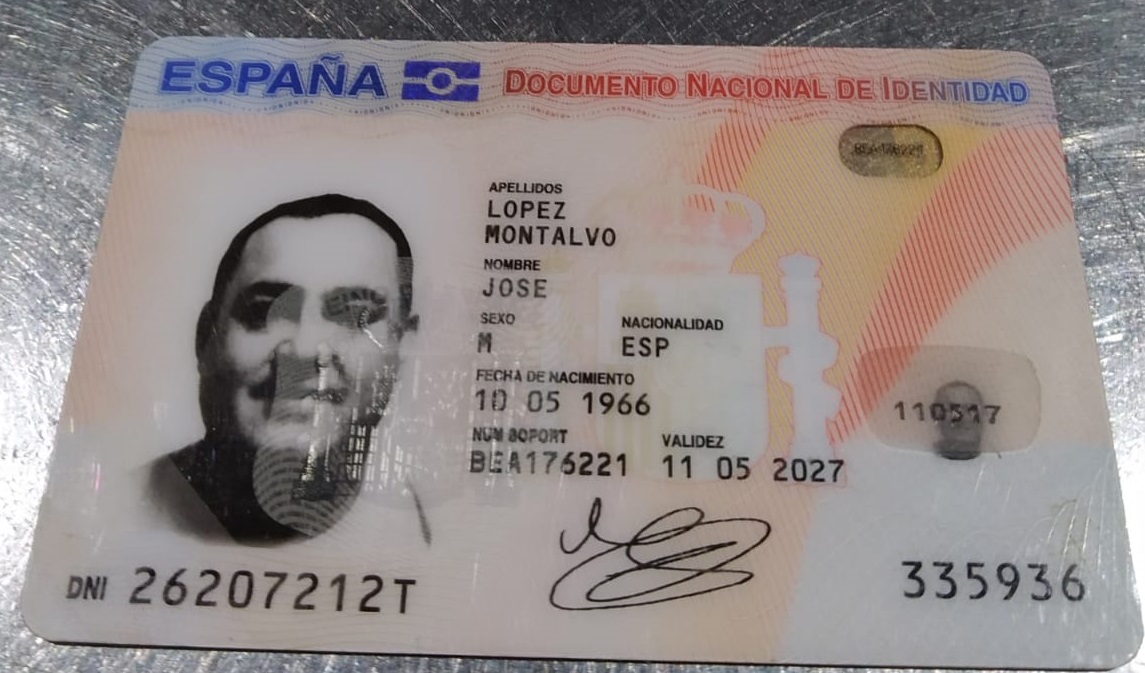 ESPAÑA DOCUMENTO NACIONAL DE IDENTIDAD
APELLIDOS
LOPEZ
MONTALVO
NOMBRE
JOSE
SEXO NACIONALIDAD
M ESP
FECHA DE NACIMIENTO
10 05 1966
NUM SOPORT VALIDEZ
BEA176221 11 05 2027
110517
DNI 26207212T
335936